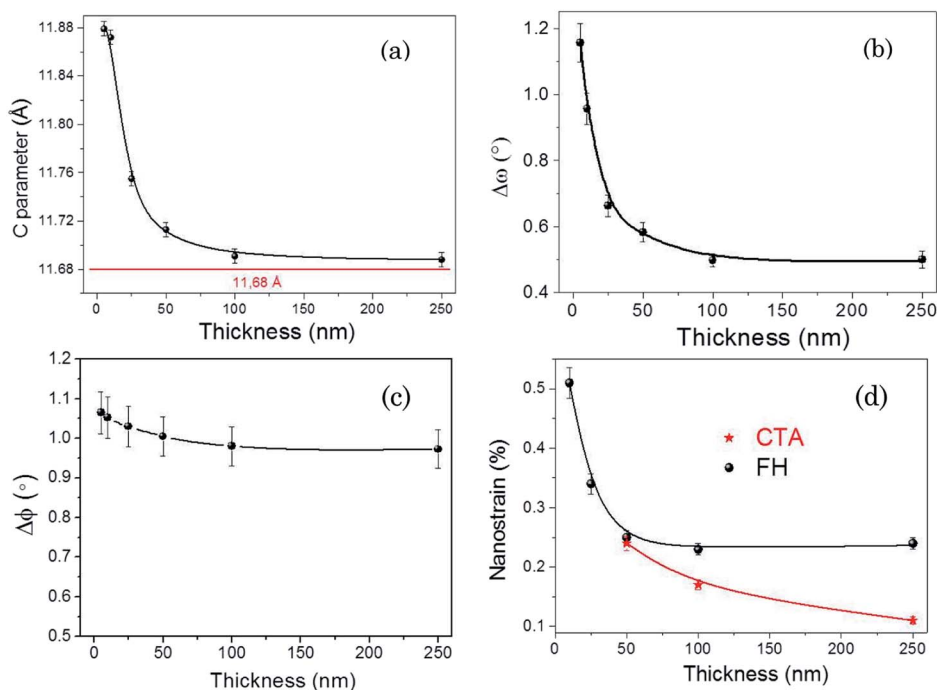 (a)
C parameter (Å)
11.88
11.84
11.80
11.76
11.72
11.68
11,68 Å
0 50 100 150 200 250
Thickness (nm)
(b)
Δω (°)
1.2
1.0
0.8
0.6
0.4
0 50 100 150 200 250
Thickness (nm)
(c)
Δϕ (°)
1.2
1.1
1.0
0.9
0.8
0.7
0.6
0.5
0 50 100 150 200 250
Thickness (nm)
(d)
Nanostrain (%)
0.5
0.4
0.3
0.2
0.1
CTA
FH
0 50 100 150 200 250
Thickness (nm)